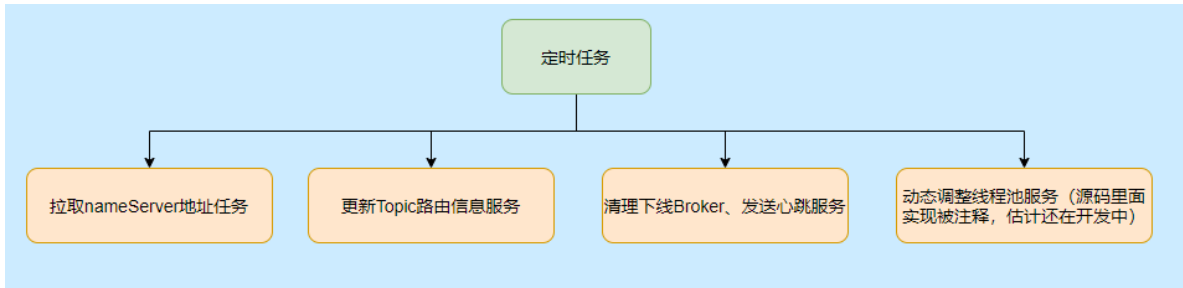 定时任务
拉取nameServer地址任务
更新Topic路由信息服务
清理下线Broker、发送心跳服务
动态调整线程池服务（源码里面
实现被注释，估计还在开发中）